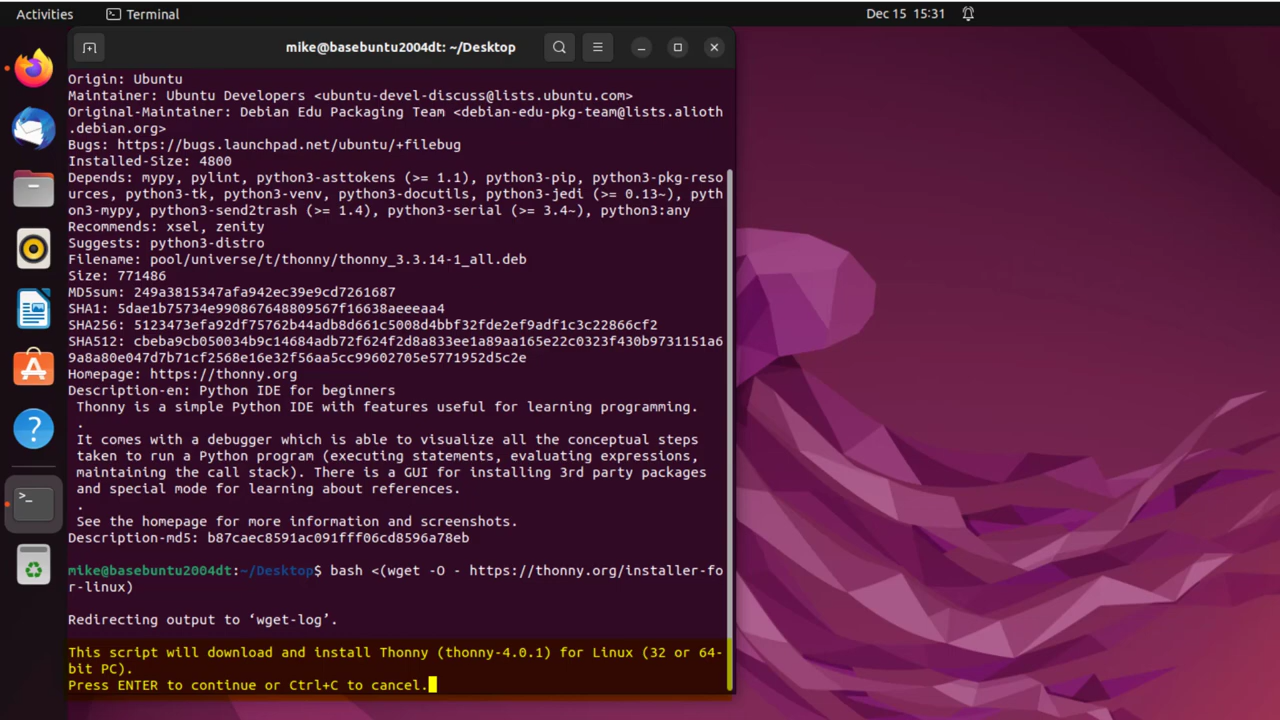 Activities Terminal Dec 15 15:31
mike@basebuntu2004dt: ~/Desktop
Origin: Ubuntu
Maintainer: Ubuntu Developers <ubuntu-devel-discuss@lists.ubuntu.com>
Original-Maintainer: Debian Edu Packaging Team <debian-edu-pkg-team@lists.alioth
.debian.org>
Bugs: https://bugs.launchpad.net/ubuntu/+filebug
Installed-Size: 4800
Depends: mypy, pylint, python3-asttokens (>= 1.1), python3-pip, python3-pkg-reso
urces, python3-tk, python3-venv, python3-docutils, python3-jedi (>= 0.13~), pyth
on3-mypy, python3-send2trash (>= 1.4), python3-serial (>= 3.4~), python3:any
Recommends: xsel, zenity
Suggests: python3-distro
Filename: pool/universe/t/thonny/thonny_3.3.14-1_all.deb
Size: 771486
MD5sum: 249a3815347afa942ec39e9cd7261687
SHA1: 5dae1b75734e990867648809567f16638aeeeaa4
SHA256: 5123473efa92df75762b44adb8d661c5008d4bbf32fde2ef9adf1c3c22866cf2
SHA512: cbeba9cb050034b9c14684adb72f624f2d8a833ee1a89aa165e22c0323f430b9731151a6
9a8a80e047d7b71cf2568e16e32f56aa5cc99602705e5771952d5c2e
Homepage: https://thonny.org
Description-en: Python IDE for beginners
Thonny is a simple Python IDE with features useful for learning programming.
.
It comes with a debugger which is able to visualize all the conceptual steps
taken to run a Python program (executing statements, evaluating expressions,
maintaining the call stack). There is a GUI for installing 3rd party packages
and special mode for learning about references.
.
See the homepage for more information and screenshots.
Description-md5: b87caec8591ac091fff06cd8596a78eb
mike@basebuntu2004dt:~/Desktop$ bash <(wget -O - https://thonny.org/installer-fo
r-linux)
Redirecting output to ‘wget-log’.
This script will download and install Thonny (thonny-4.0.1) for Linux (32 or 64-
bit PC).
Press ENTER to continue or Ctrl+C to cancel.